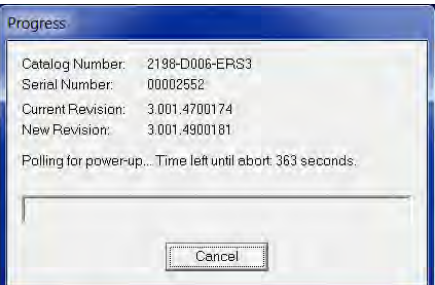 Progress
Catalog Number: 2198-D006-ERS3
Serial Number: 00002552
Current Revision: 3.001.4700174
New Revision: 3.001.4900181
Polling for power-up... Time left until abort: 363 seconds.
Cancel